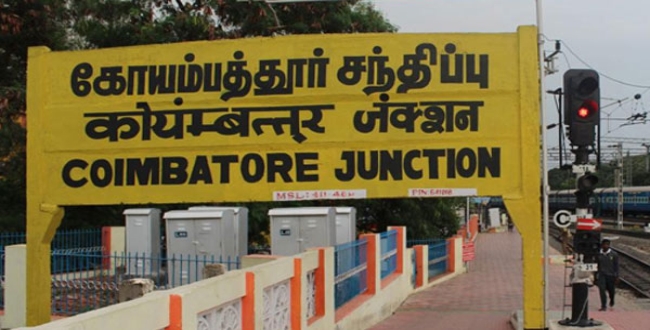 கோயம்பத்தூர் சந்திப்பு
कोयंम्बत्तूर जंक्शन
COIMBATORE JUNCTION